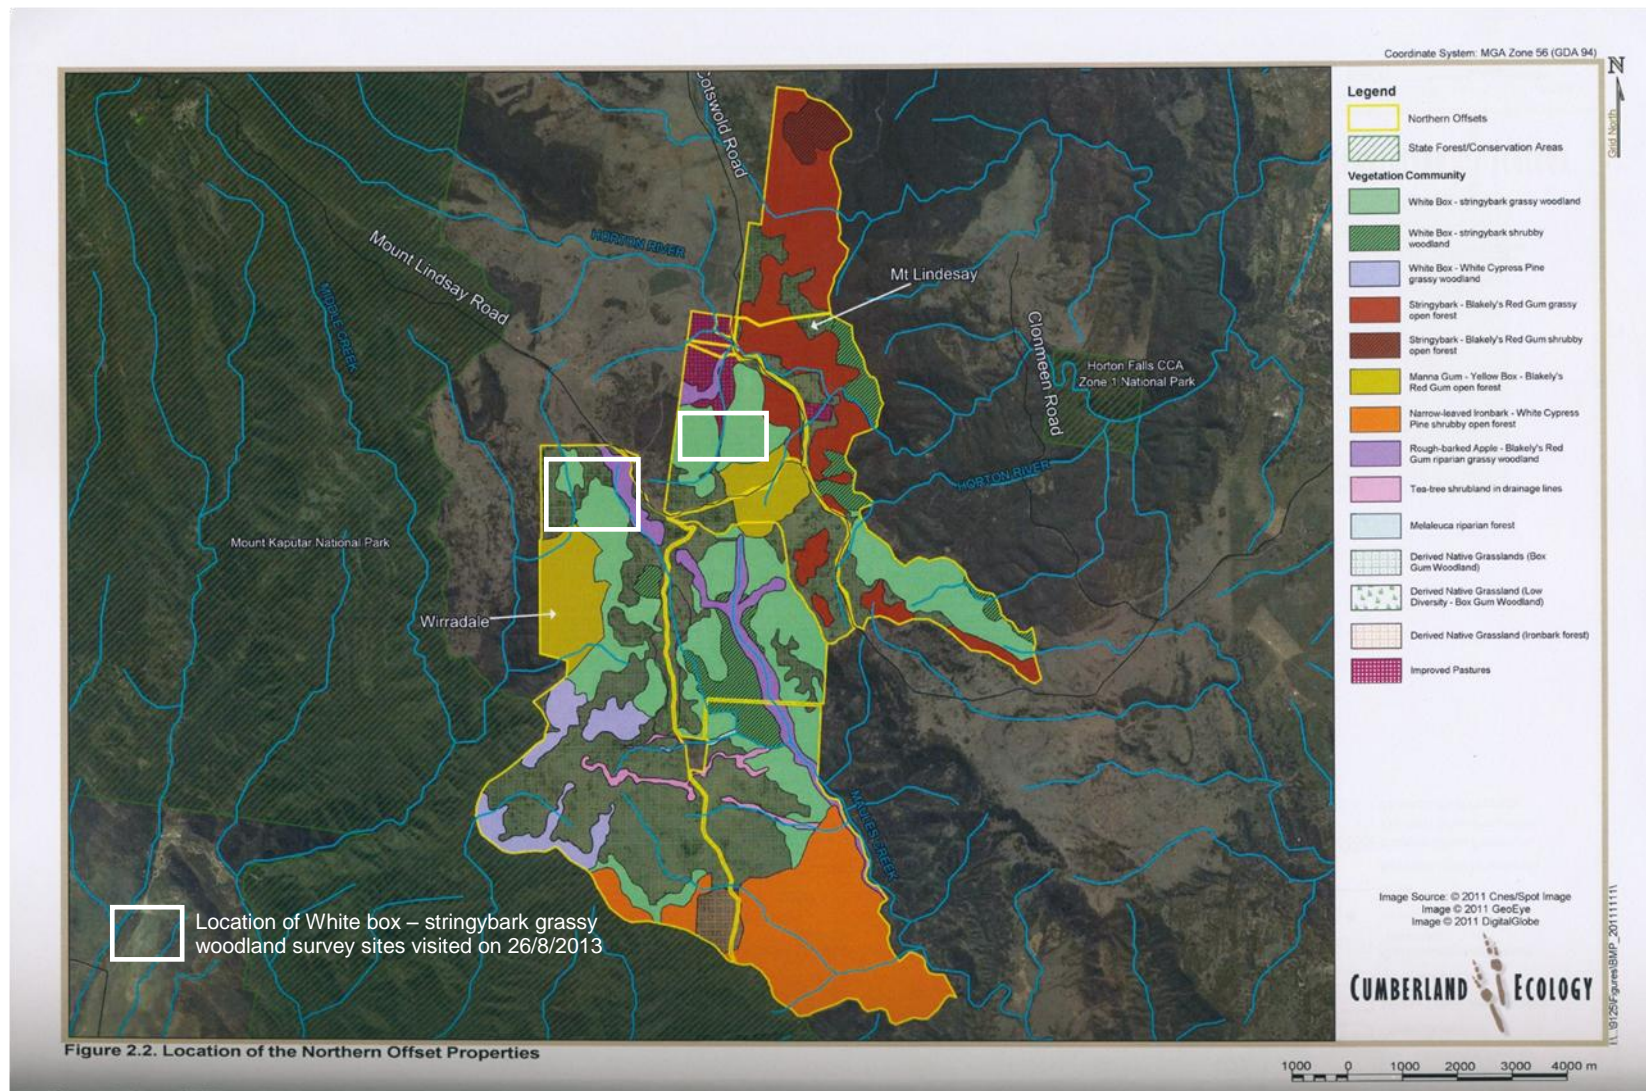 Coordinate System: MGA Zone 56 (GDA 94)
N
Grid North
Legend
Northern Offsets
State Forest/Conservation Areas
Vegetation Community
White Box - stringybark grassy woodland
White Box - stringybark shrubby
woodland
White Box - White Cypress Pine
grassy woodland
Stringybark - Blakely's Red Gum grassy
open forest
Stringybark - Blakely's Red Gum shrubby
open forest
Manna Gum - Yellow Box - Blakely's
Red Gum open forest
Narrow-leaved Ironbark - White Cypress
Pine shrubby open forest
Rough-barked Apple - Blakely's Red
Gum riparian grassy woodland
Tea-tree shrubland in drainage lines
Melaleuca riparian forest
Derived Native Grasslands (Box
Gum Woodland)
Derived Native Grassland (Low
Diversity - Box Gum Woodland)
Derived Native Grassland (Ironbark forest)
Improved Pastures
Cotswold Road
HORTON RIVER
Mount Lindsay Road
MIDDLE CREEK
Mt Lindesay
Clonmeen Road
Horton Falls CCA
Zone 1 National Park
HORTON RIVER
Mount Kaputar National Park
Wirradale
MAULES CREEK
Location of White box – stringybark grassy
woodland survey sites visited on 26/8/2013
Image Source: © 2011 Cnes/Spot Image
Image © 2011 GeoEye
Image © 2011 DigitalGlobe
CUMBERLAND ECOLOGY
I:\...\9125\Figures\BMP_20111111\
Figure 2.2. Location of the Northern Offset Properties
1000 0 1000 2000 3000 4000 m